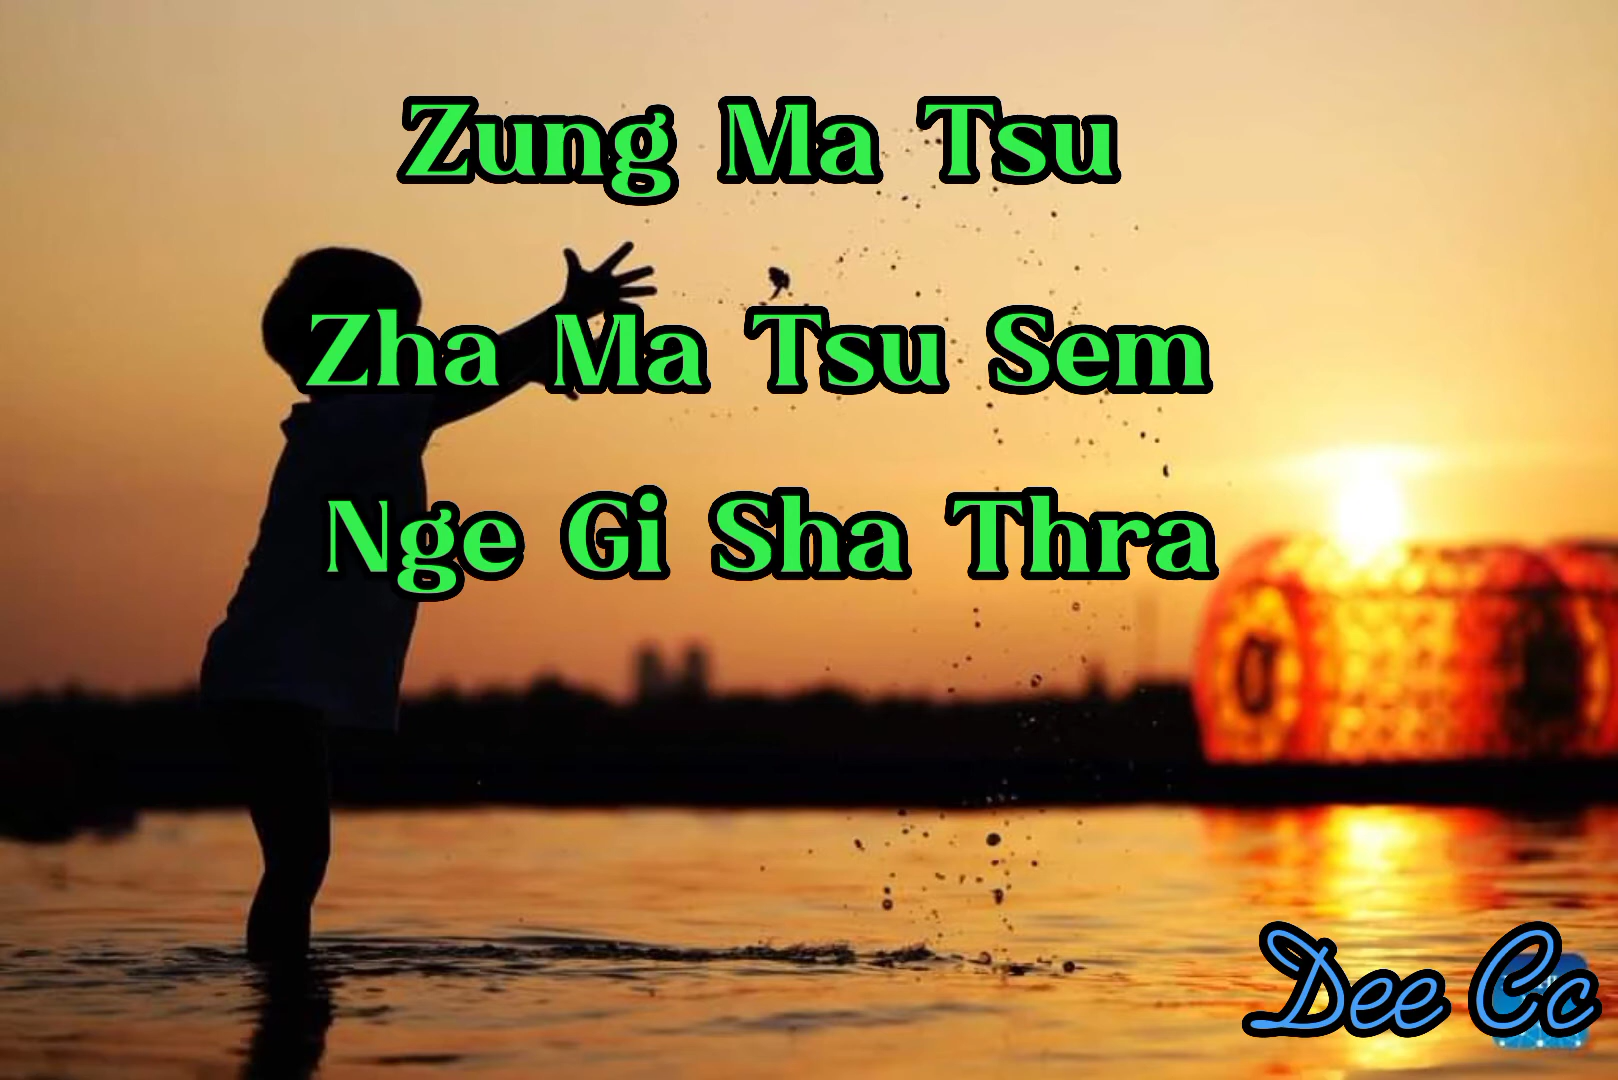 Zung Ma Tsu
Zha Ma Tsu Sem
Nge Gi Sha Thra
Dee Cc